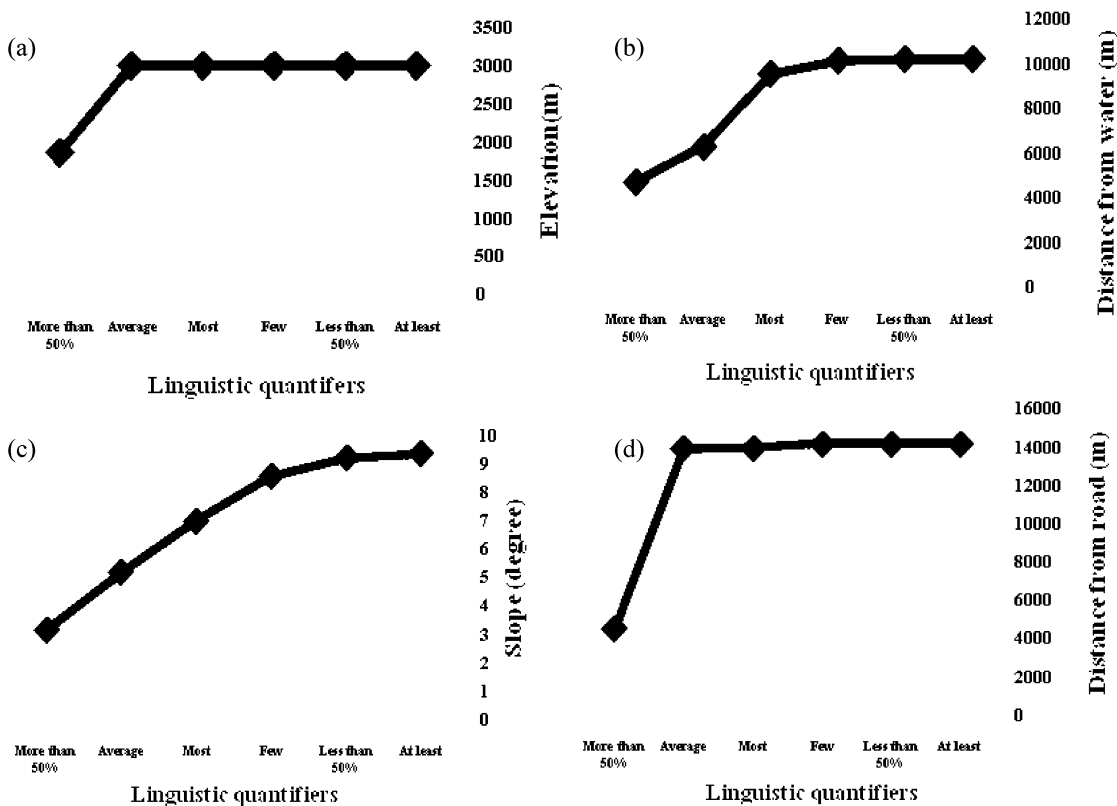 (a)
3500
3000
2500
2000
1500
1000
500
0
Elevation(m)
More than Average Most Few Less than At least
50% 50%
Linguistic quantifers
(b)
12000
10000
8000
6000
4000
2000
0
Distance from water (m)
More than Average Most Few Less than At least
50% 50%
Linguistic quantifiers
(c)
10
9
8
7
6
5
4
3
2
1
0
Slope (degree)
More than Average Most Few Less than At least
50% 50%
Linguistic quantifiers
(d)
16000
14000
12000
10000
8000
6000
4000
2000
0
Distance from road (m)
More than Average Most Few Less than At least
50% 50%
Linguistic quantifiers